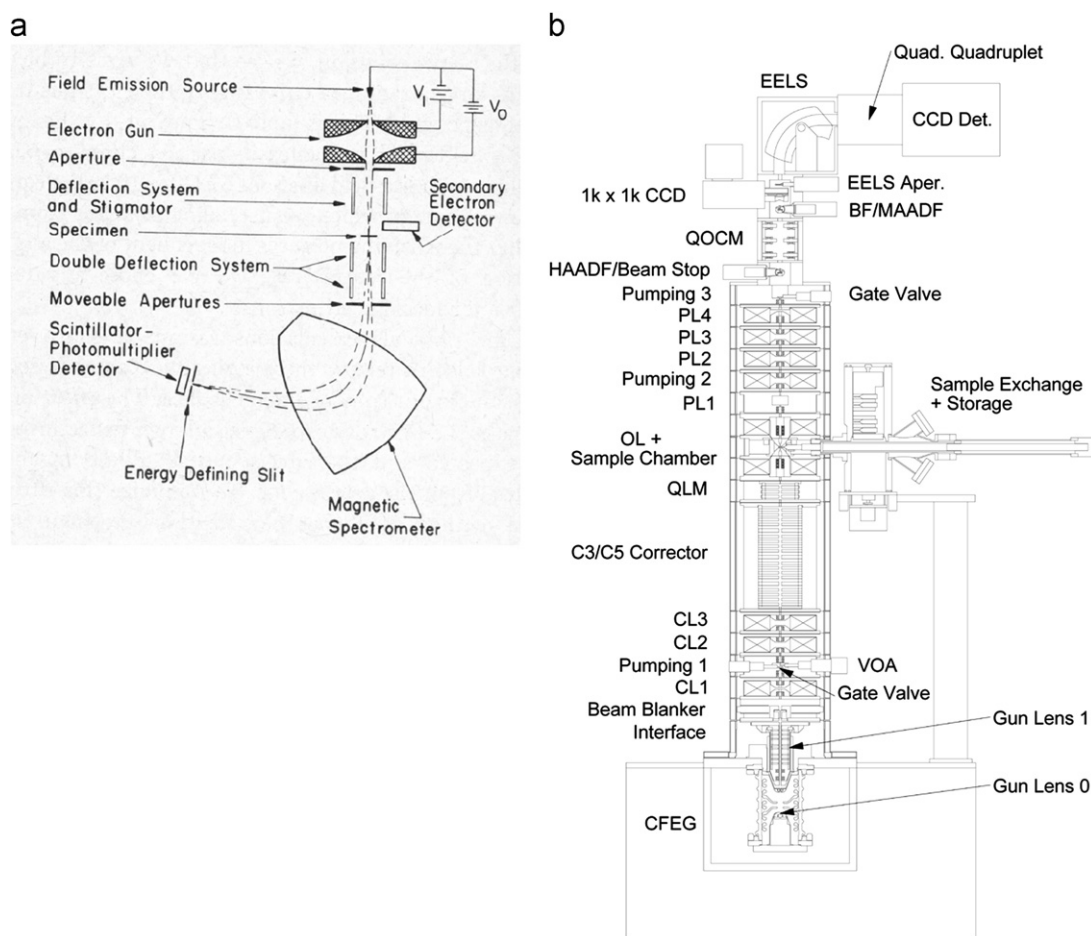 a
Field Emission Source
V1
V0
Electron Gun
Aperture
Deflection System
and Stigmator
Secondary
Electron
Detector
Specimen
Double Deflection System
Moveable Apertures
Scintillator-
Photomultiplier
Detector
Energy Defining Slit
Magnetic
Spectrometer
b
Quad. Quadruplet
EELS
CCD Det.
1k x 1k CCD
EELS Aper.
BF/MAADF
QOCM
HAADF/Beam Stop
Pumping 3
Gate Valve
PL4
PL3
PL2
Pumping 2
PL1
Sample Exchange
+ Storage
OL +
Sample Chamber
QLM
C3/C5 Corrector
CL3
CL2
Pumping 1
VOA
CL1
Gate Valve
Beam Blanker
Interface
Gun Lens 1
Gun Lens 0
CFEG